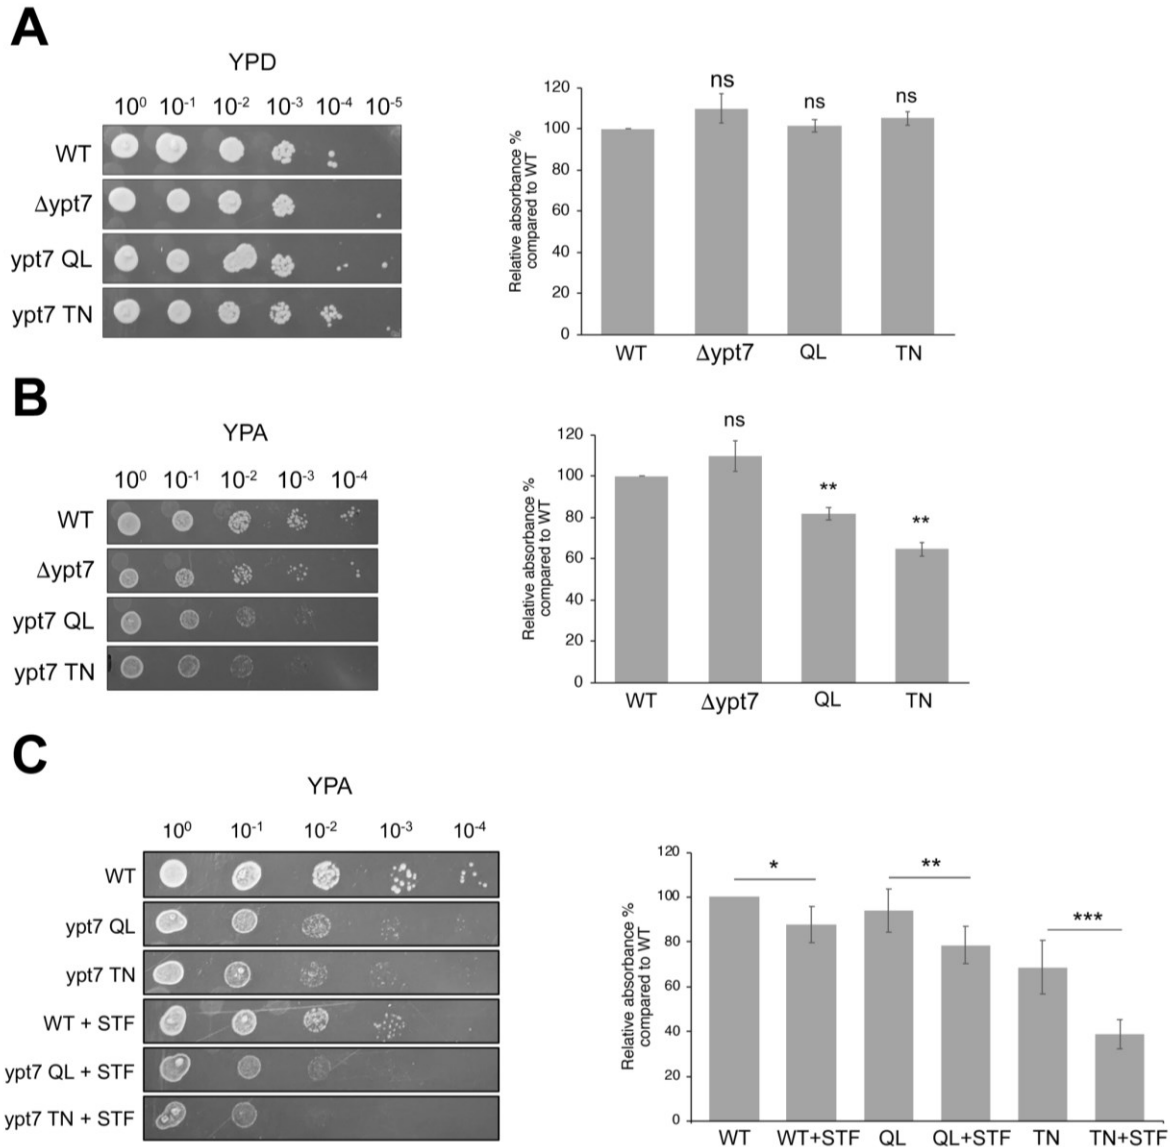 A
YPD
10⁰ 10⁻¹ 10⁻² 10⁻³ 10⁻⁴ 10⁻⁵
WT
Δypt7
ypt7 QL
ypt7 TN
Relative absorbance %
compared to WT
120
100
80
60
40
20
0
ns
ns
ns
WT Δypt7 QL TN
B
YPA
10⁰ 10⁻¹ 10⁻² 10⁻³ 10⁻⁴
WT
Δypt7
ypt7 QL
ypt7 TN
Relative absorbance %
compared to WT
120
100
80
60
40
20
0
ns
**
**
WT Δypt7 QL TN
C
YPA
10⁰ 10⁻¹ 10⁻² 10⁻³ 10⁻⁴
WT
ypt7 QL
ypt7 TN
WT + STF
ypt7 QL + STF
ypt7 TN + STF
Relative absorbance %
compared to WT
120
100
80
60
40
20
0
*
**
***
WT WT+STF QL QL+STF TN TN+STF